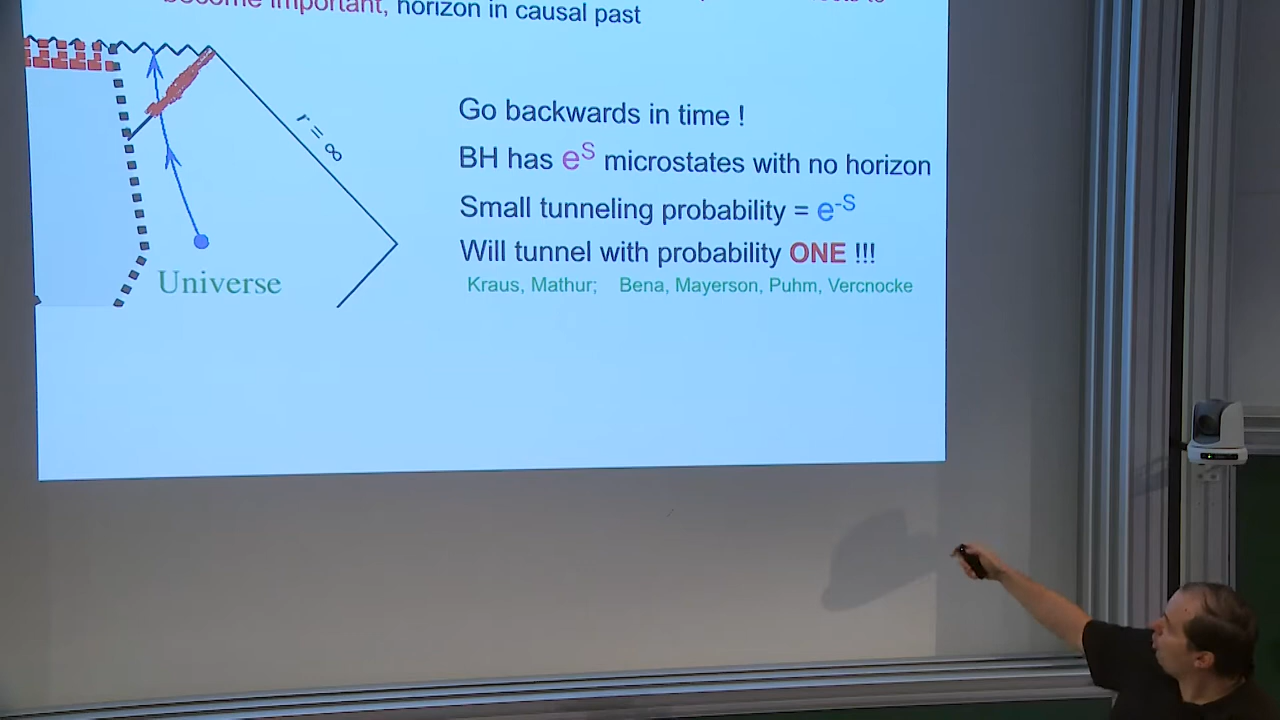 become important, horizon in causal past
r = ∞
Go backwards in time !
BH has e^S microstates with no horizon
Small tunneling probability = e^-S
Will tunnel with probability ONE !!!
Kraus, Mathur; Bena, Mayerson, Puhm, Vercnocke
Universe